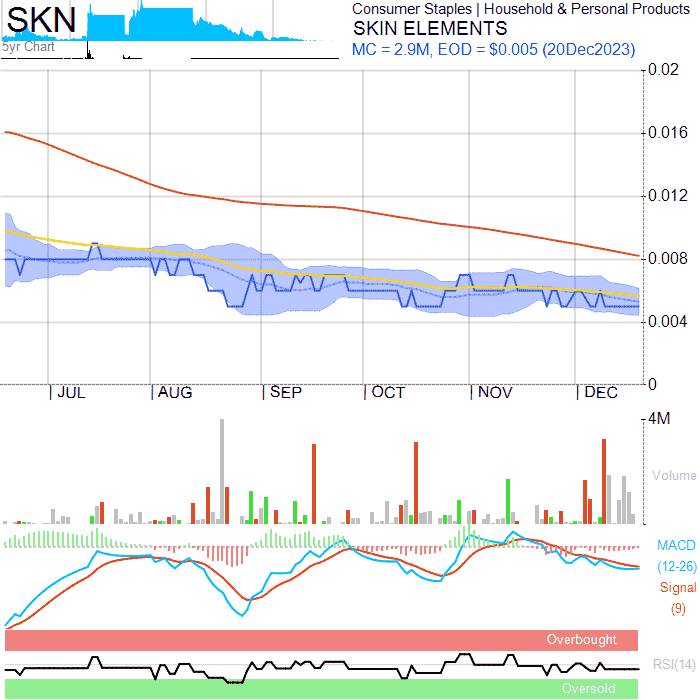 SKN
5yr Chart
Consumer Staples | Household & Personal Products
SKIN ELEMENTS
MC = 2.9M, EOD = $0.005 (20Dec2023)
0.02
0.016
0.012
0.008
0.004
0
| JUL | AUG | SEP | OCT | NOV | DEC
4M
Volume
MACD
(12-26)
Signal
(9)
Overbought
RSI(14)
Oversold